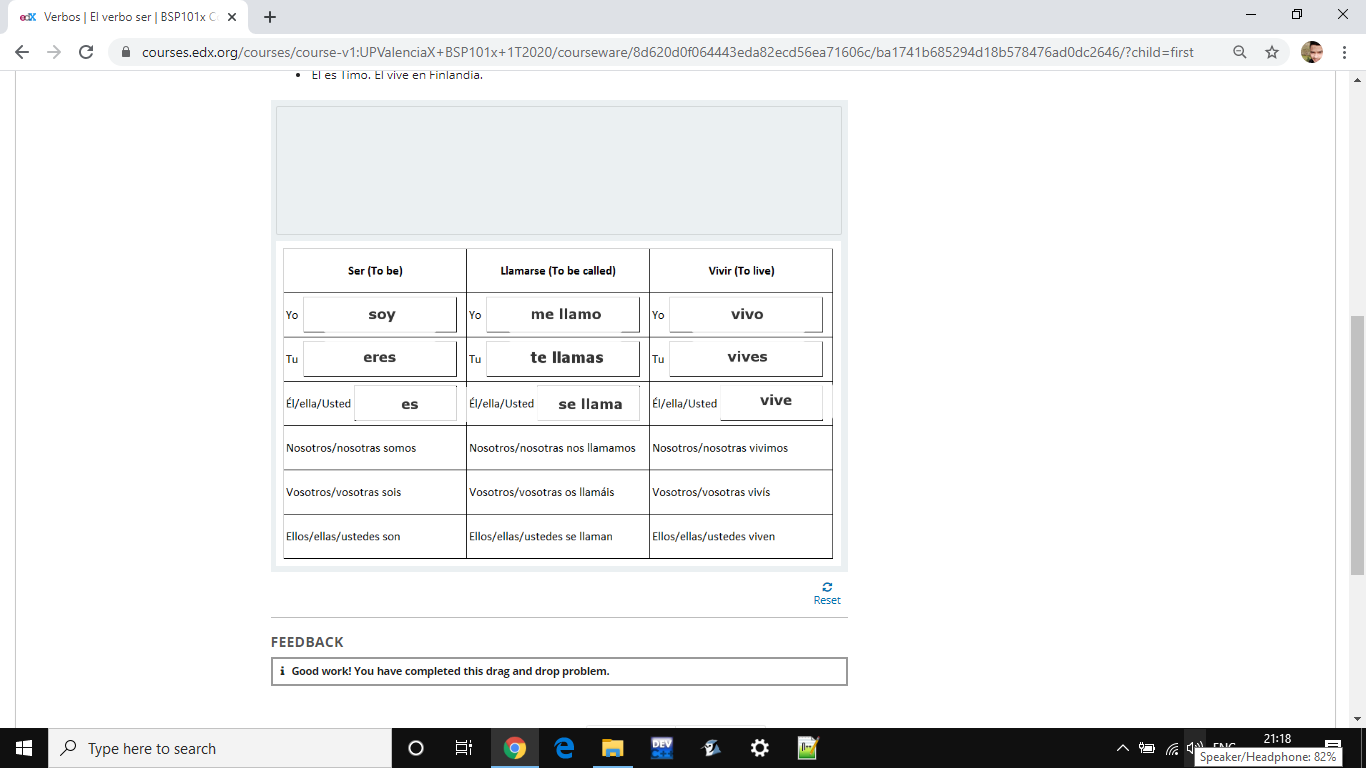 edX Verbos | El verbo ser | BSP101x C
courses.edx.org/courses/course-v1:UPValenciaX+BSP101x+1T2020/courseware/8d620d0f064443eda82ecd56ea71606c/ba1741b685294d18b578476ad0dc2646/?child=first
• El es Timo. El vive en Finlandia.
Ser (To be) Llamarse (To be called) Vivir (To live)
Yo soy Yo me llamo Yo vivo
Tu eres Tu te llamas Tu vives
Él/ella/Usted es Él/ella/Usted se llama Él/ella/Usted vive
Nosotros/nosotras somos Nosotros/nosotras nos llamamos Nosotros/nosotras vivimos
Vosotros/vosotras sois Vosotros/vosotras os llamáis Vosotros/vosotras vivís
Ellos/ellas/ustedes son Ellos/ellas/ustedes se llaman Ellos/ellas/ustedes viven
Reset
FEEDBACK
Good work! You have completed this drag and drop problem.
Type here to search
DEV
21:18
Speaker/Headphone: 82%